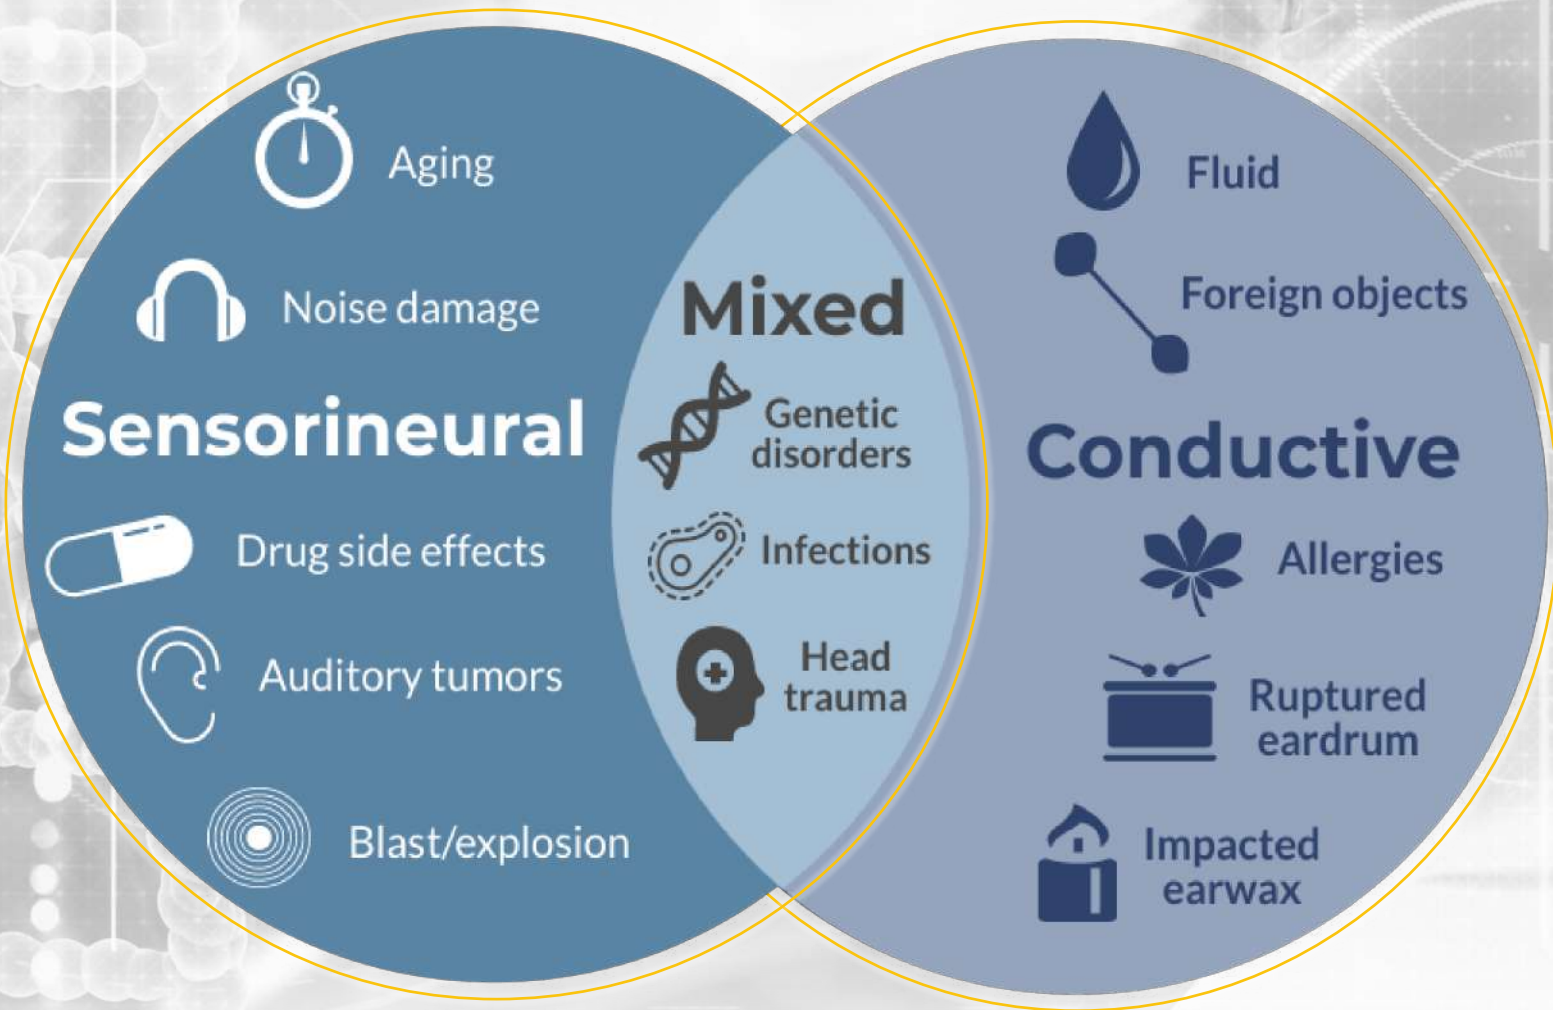 Aging
Noise damage
Sensorineural
Drug side effects
Auditory tumors
Blast/explosion
Mixed
Genetic
disorders
Infections
Head
trauma
Fluid
Foreign objects
Conductive
Allergies
Ruptured
eardrum
Impacted
earwax